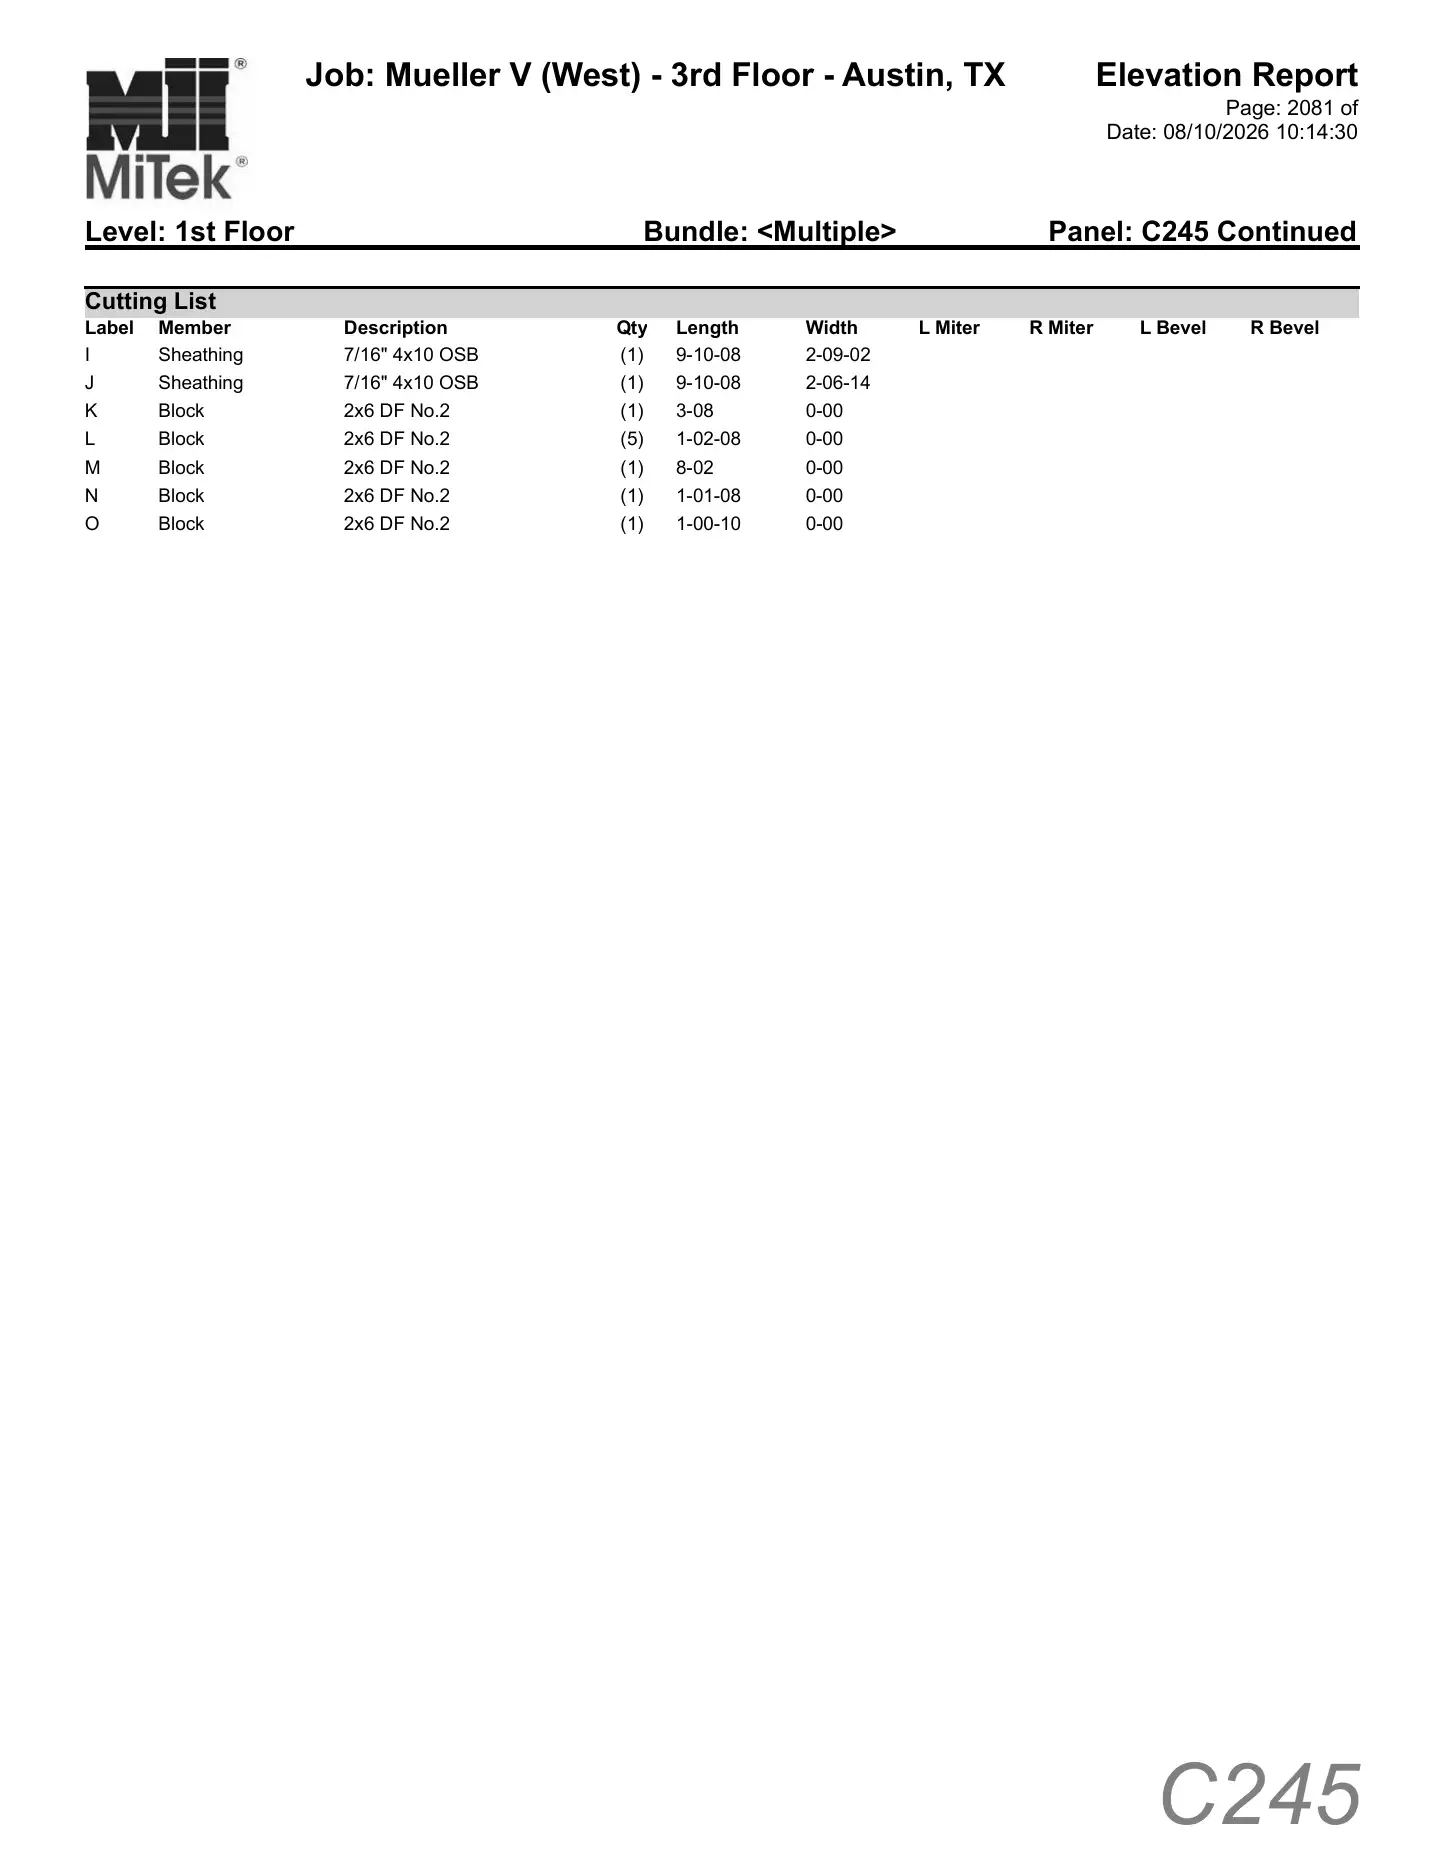 Job: Mueller V (West) - 3rd Floor - Austin, TX
Elevation Report
Page: 2081 of
Date: 08/10/2026 10:14:30
MiTek®
Level: 1st Floor Bundle: <Multiple> Panel: C245 Continued
Cutting List
Label Member Description Qty Length Width L Miter R Miter L Bevel R Bevel
I Sheathing 7/16" 4x10 OSB (1) 9-10-08 2-09-02
J Sheathing 7/16" 4x10 OSB (1) 9-10-08 2-06-14
K Block 2x6 DF No.2 (1) 3-08 0-00
L Block 2x6 DF No.2 (5) 1-02-08 0-00
M Block 2x6 DF No.2 (1) 8-02 0-00
N Block 2x6 DF No.2 (1) 1-01-08 0-00
O Block 2x6 DF No.2 (1) 1-00-10 0-00
C245